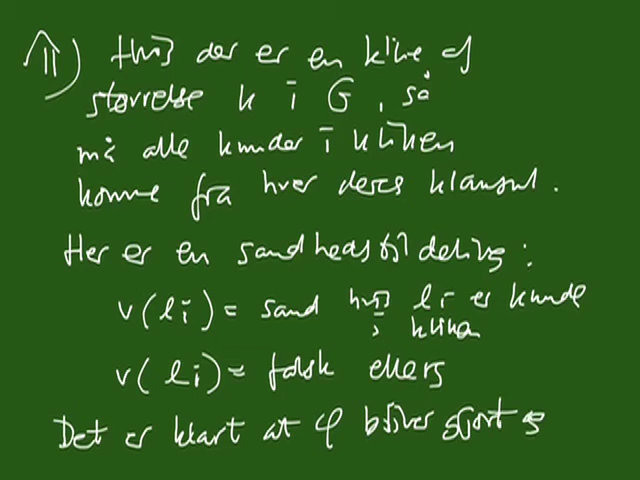 ⇑) Hvis der er en klike af
størrelse k i G, så
må alle knuder i kliken
komme fra hver deres klausul.
Her er en sandhedstildeling:
v(li) = sand hvis li er knude
i kliken
v(li) = falsk ellers
Det er klart at φ bliver gjort